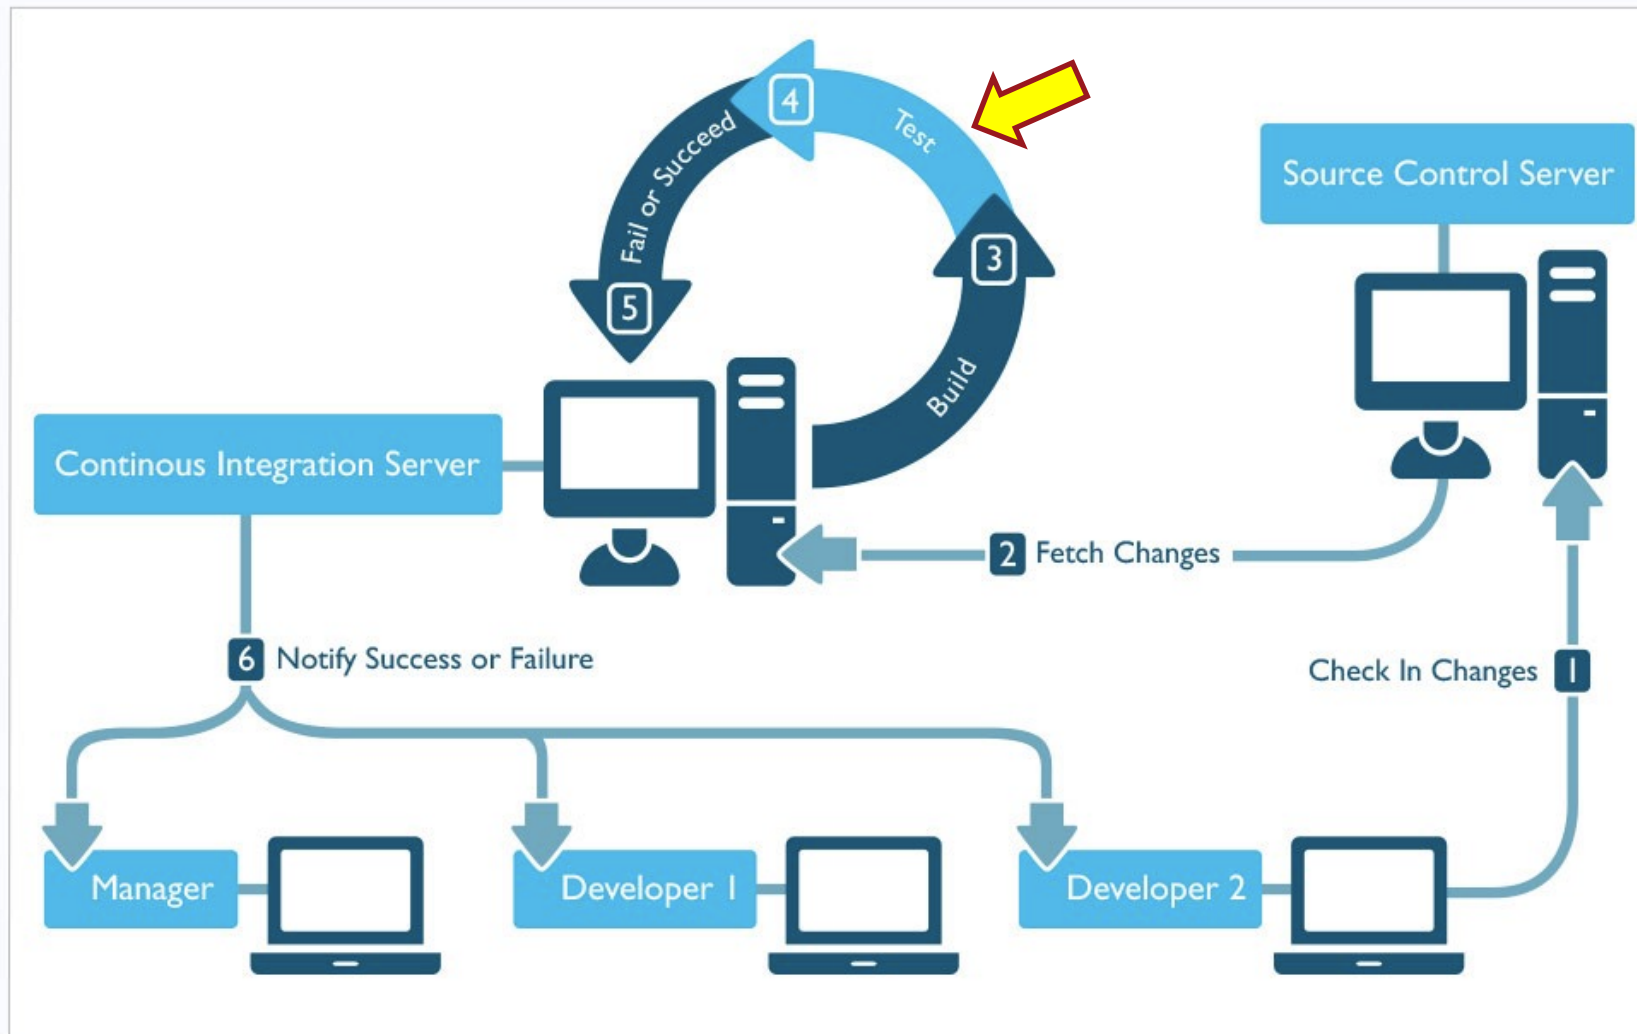 4
Test
Fail or Succeed
3
5
Build
Source Control Server
Continous Integration Server
2 Fetch Changes
6 Notify Success or Failure
Check In Changes 1
Manager
Developer 1
Developer 2